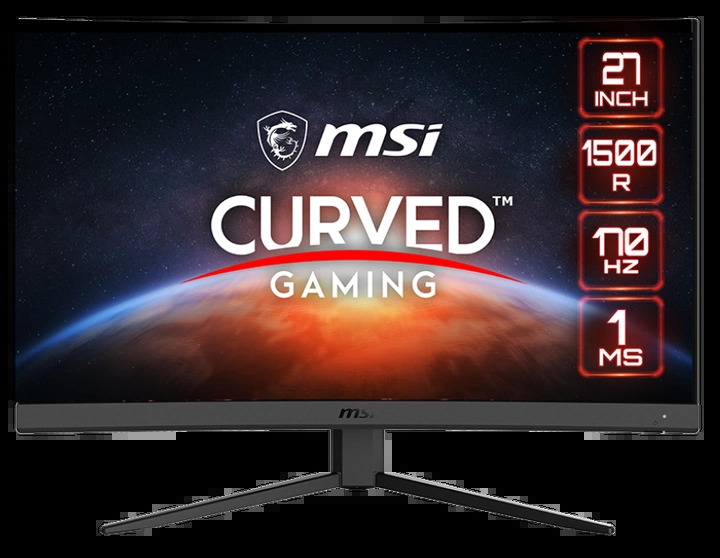 msi
CURVED™
GAMING
27
INCH
1500
R
170
HZ
1
MS
msi